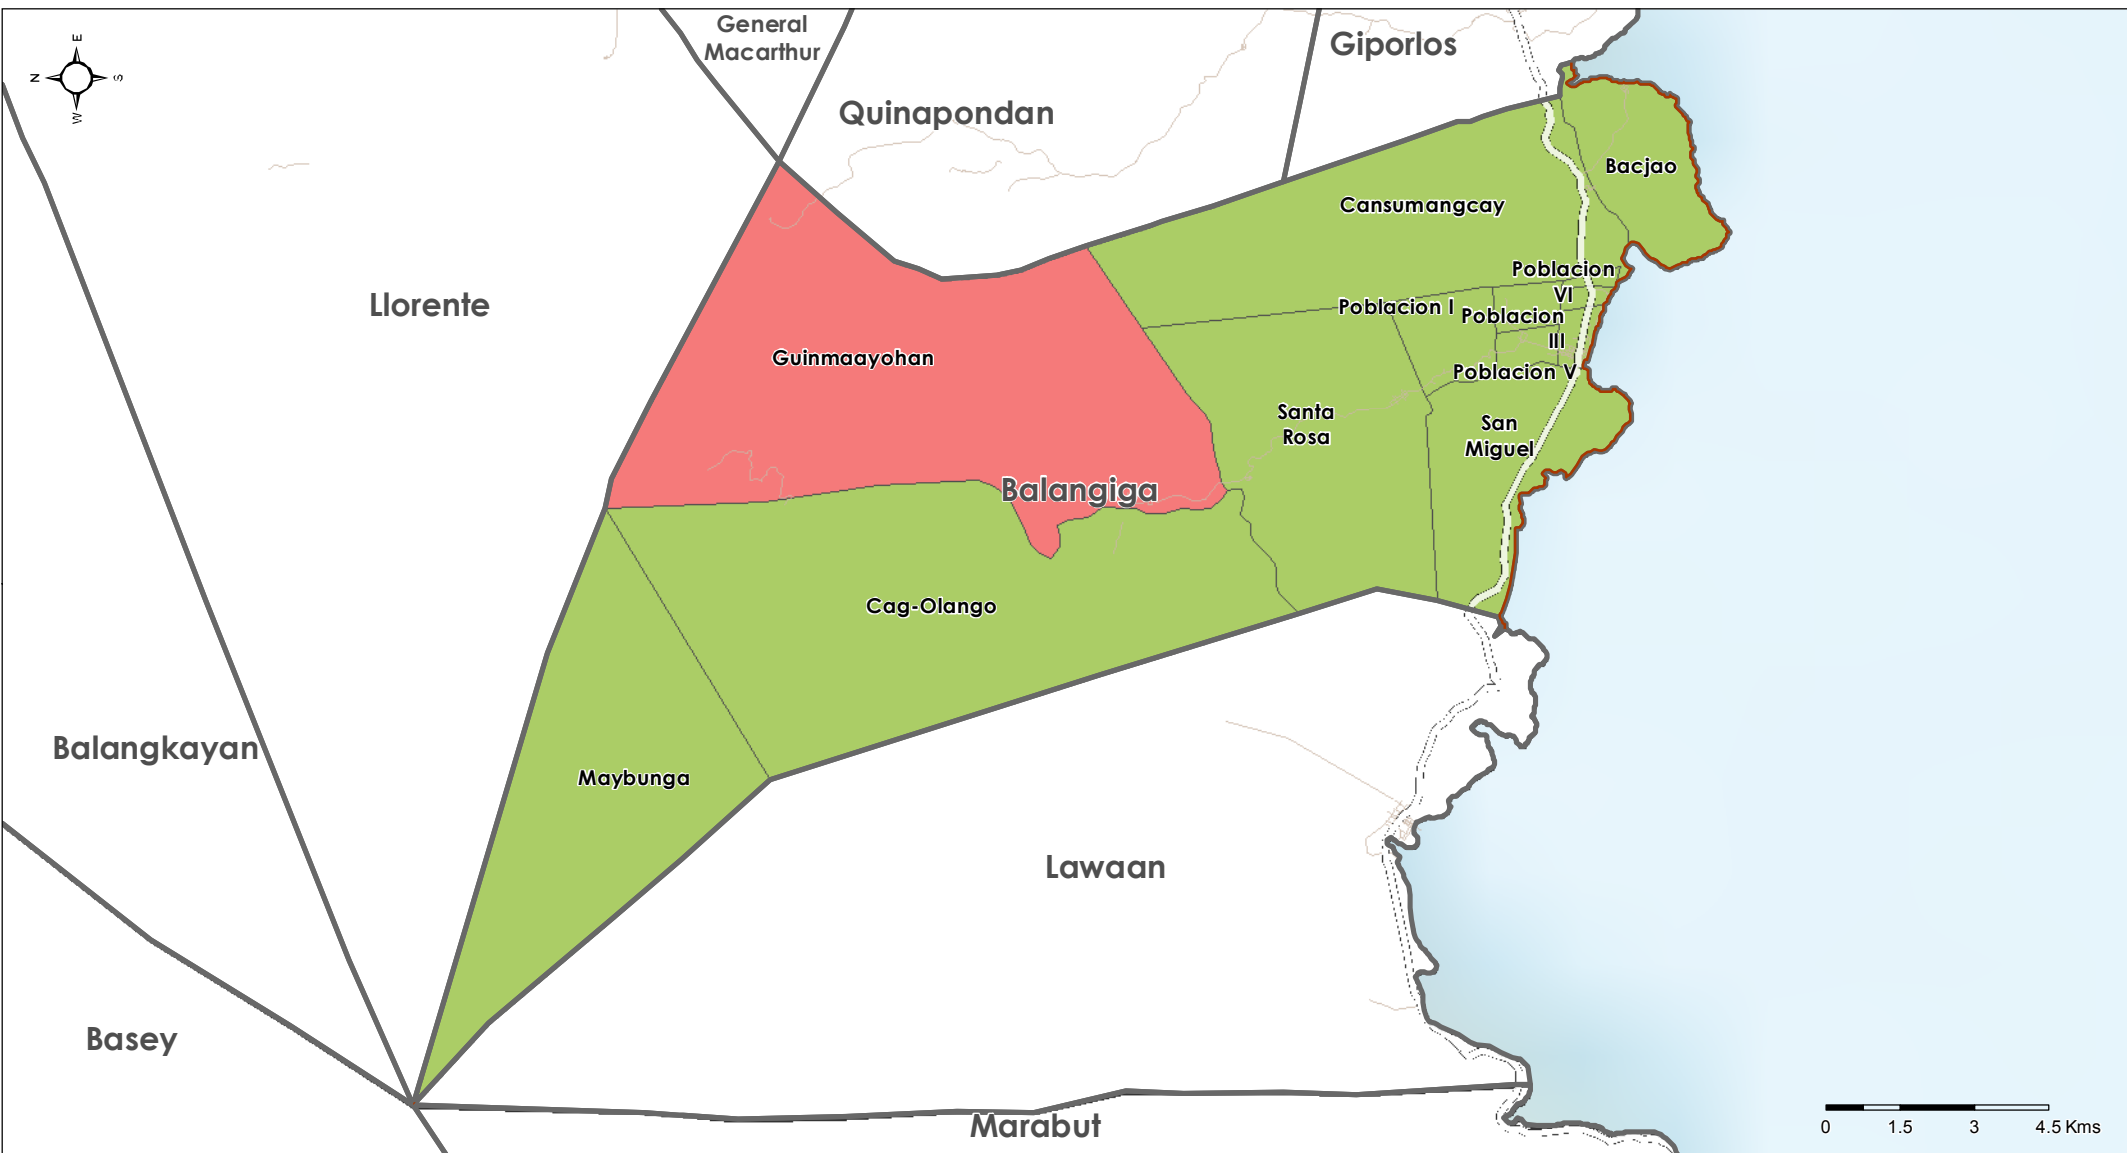 General
Macarthur
Giporlos
E
N
S
W
Quinapondan
Bacjao
Cansumangcay
Poblacion
VI
Llorente
Poblacion I
Poblacion
III
Guinmaayohan
Poblacion V
Santa
Rosa
San
Miguel
Balangiga
Cag-Olango
Balangkayan
Maybunga
Lawaan
Basey
Marabut
0 1.5 3 4.5 Kms